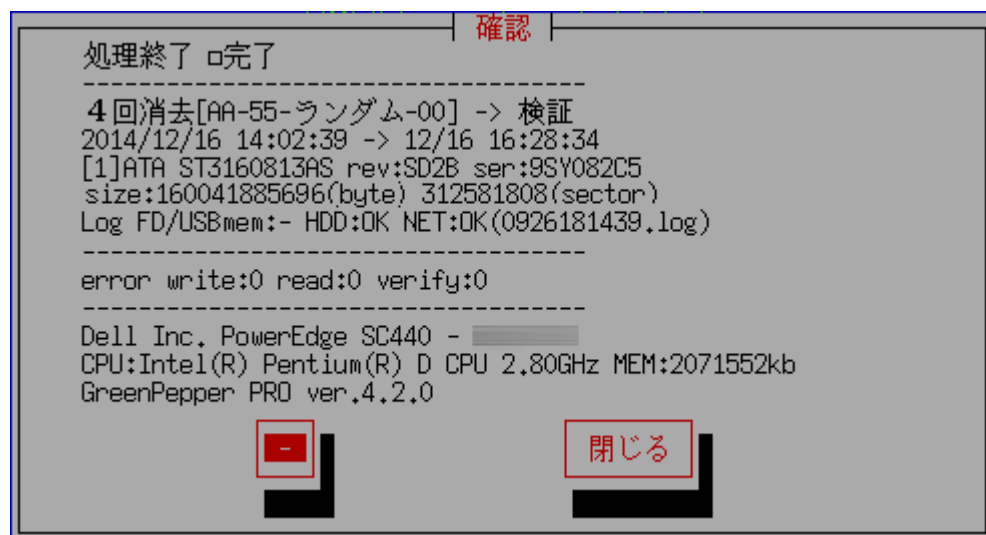 確認
処理終了 ロ完了
---------------------------------------
4回消去[AA-55-ランダム-00] -> 検証
2014/12/16 14:02:39 -> 12/16 16:28:34
[1]ATA ST3160813AS rev:SD2B ser:9SY082C5
size:160041885696(byte) 312581808(sector)
Log FD/USBmem:- HDD:OK NET:OK(0926181439.log)
---------------------------------------
error write:0 read:0 verify:0
---------------------------------------
Dell Inc. PowerEdge SC440 -
CPU:Intel(R) Pentium(R) D CPU 2.80GHz MEM:2071552kb
GreenPepper PRO ver.4.2.0
- 閉じる